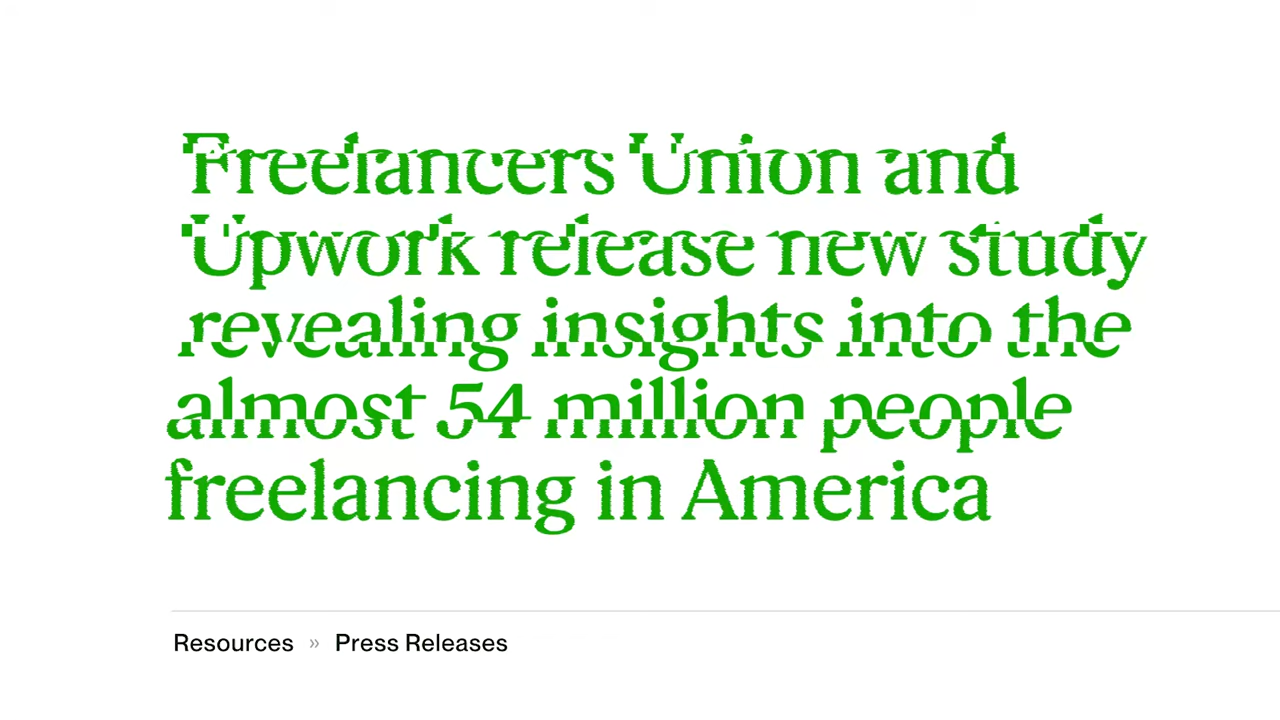 Freelancers Union and
Upwork release new study
revealing insights into the
almost 54 million people
freelancing in America
Resources » Press Releases